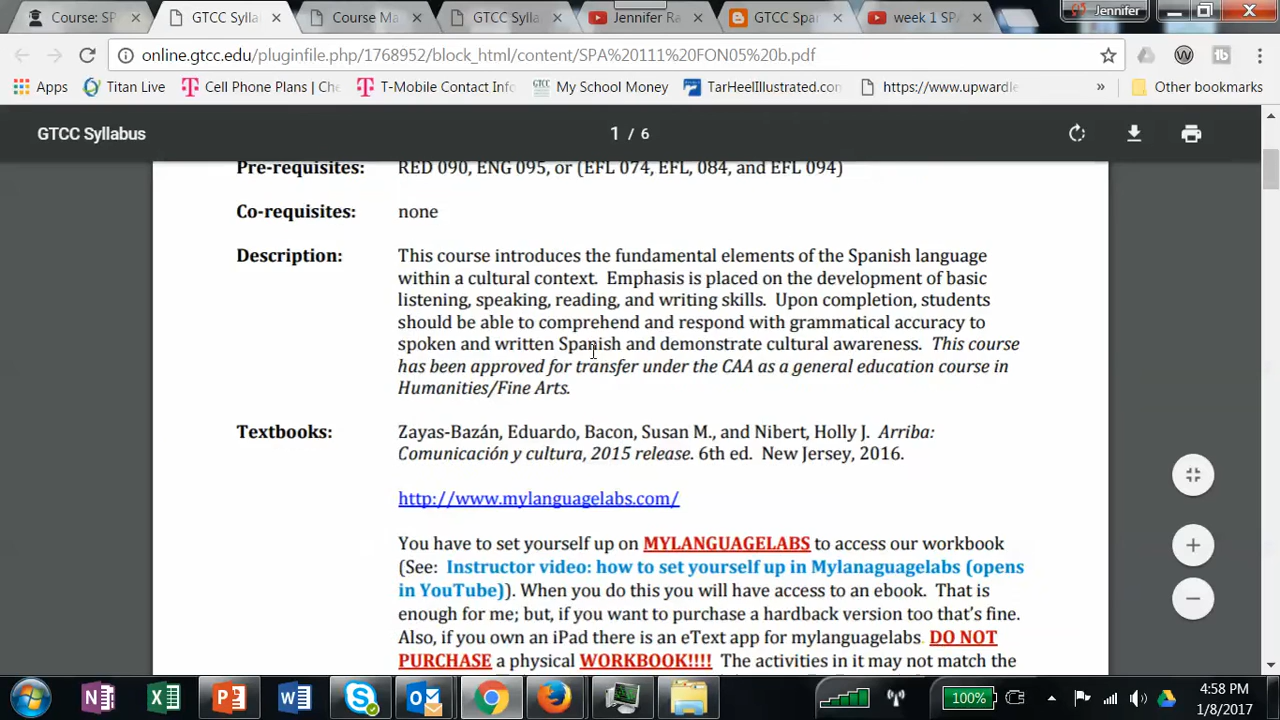 Course: SP
GTCC Sylla
Course Ma
GTCC Sylla
Jennifer Ra
GTCC Spar
week 1 SPA
Jennifer
online.gtcc.edu/pluginfile.php/1768952/block_html/content/SPA%20111%20FON05%20b.pdf
Apps
Titan Live
Cell Phone Plans | Che
T-Mobile Contact Info
My School Money
TarHeelIllustrated.com
https://www.upwardle
»
Other bookmarks
GTCC Syllabus
1 / 6
Pre-requisites: RED 090, ENG 095, or (EFL 074, EFL, 084, and EFL 094)
Co-requisites: none
Description: This course introduces the fundamental elements of the Spanish language
within a cultural context. Emphasis is placed on the development of basic
listening, speaking, reading, and writing skills. Upon completion, students
should be able to comprehend and respond with grammatical accuracy to
spoken and written Spanish and demonstrate cultural awareness. This course
has been approved for transfer under the CAA as a general education course in
Humanities/Fine Arts.
Textbooks: Zayas-Bazán, Eduardo, Bacon, Susan M., and Nibert, Holly J. Arriba:
Comunicación y cultura, 2015 release. 6th ed. New Jersey, 2016.
http://www.mylanguagelabs.com/
You have to set yourself up on MYLANGUAGELABS to access our workbook
(See: Instructor video: how to set yourself up in Mylanaguagelabs (opens
in YouTube)). When you do this you will have access to an ebook. That is
enough for me; but, if you want to purchase a hardback version too that's fine.
Also, if you own an iPad there is an eText app for mylanguagelabs DO NOT
PURCHASE a physical WORKBOOK!!!! The activities in it may not match the
100%
4:58 PM
1/8/2017